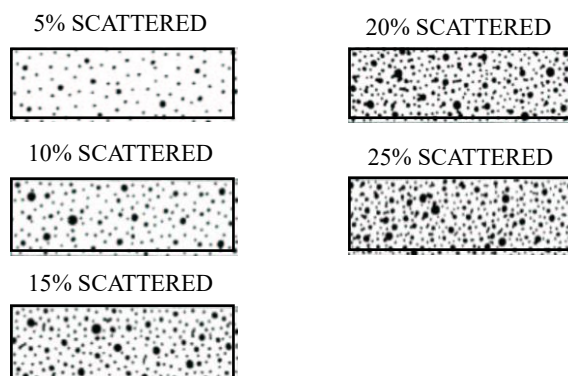 5% SCATTERED
20% SCATTERED
10% SCATTERED
25% SCATTERED
15% SCATTERED